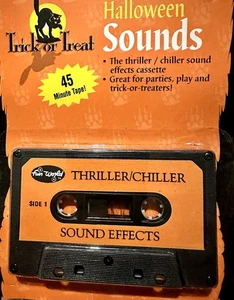 Trick or Treat
45
Minute Tape!
Halloween
Sounds
• The thriller / chiller sound
effects cassette
• Great for parties, play and
trick-or-treaters!
Fun World
THRILLER/CHILLER
SIDE 1
SOUND EFFECTS